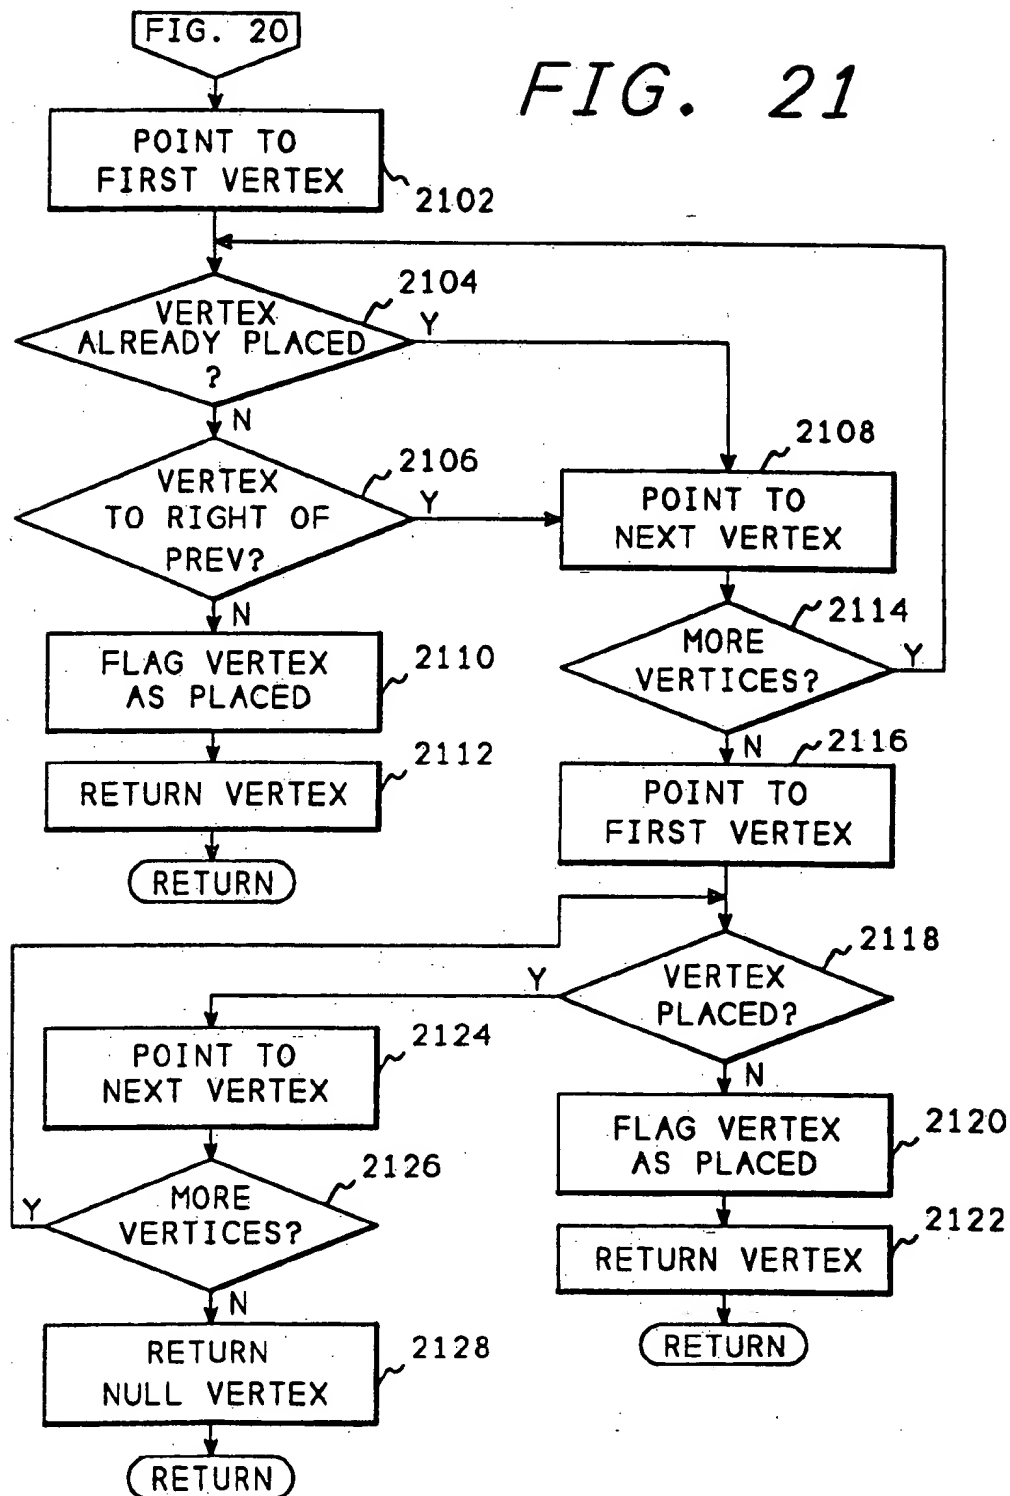 FIG. 20
FIG. 21
POINT TO
FIRST VERTEX
2102
2104
VERTEX
ALREADY PLACED
?
Y
N
2106
VERTEX
TO RIGHT OF
PREV?
Y
N
2108
POINT TO
NEXT VERTEX
2110
FLAG VERTEX
AS PLACED
2112
RETURN VERTEX
RETURN
2114
MORE
VERTICES?
Y
N
2116
POINT TO
FIRST VERTEX
2118
VERTEX
PLACED?
Y
N
2120
FLAG VERTEX
AS PLACED
2122
RETURN VERTEX
RETURN
2124
POINT TO
NEXT VERTEX
2126
MORE
VERTICES?
Y
N
2128
RETURN
NULL VERTEX
RETURN